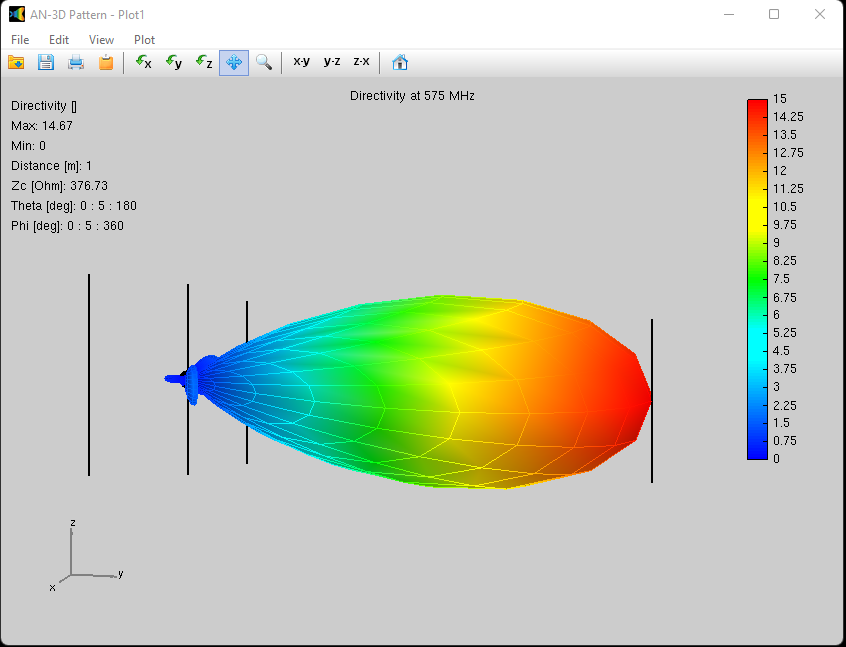 AN-3D Pattern - Plot1
File Edit View Plot
x y z x-y y-z z-x
Directivity at 575 MHz
Directivity []
Max: 14.67
Min: 0
Distance [m]: 1
Zc [Ohm]: 376.73
Theta [deg]: 0 : 5 : 180
Phi [deg]: 0 : 5 : 360
15
14.25
13.5
12.75
12
11.25
10.5
9.75
9
8.25
7.5
6.75
6
5.25
4.5
3.75
3
2.25
1.5
0.75
0
z
y
x